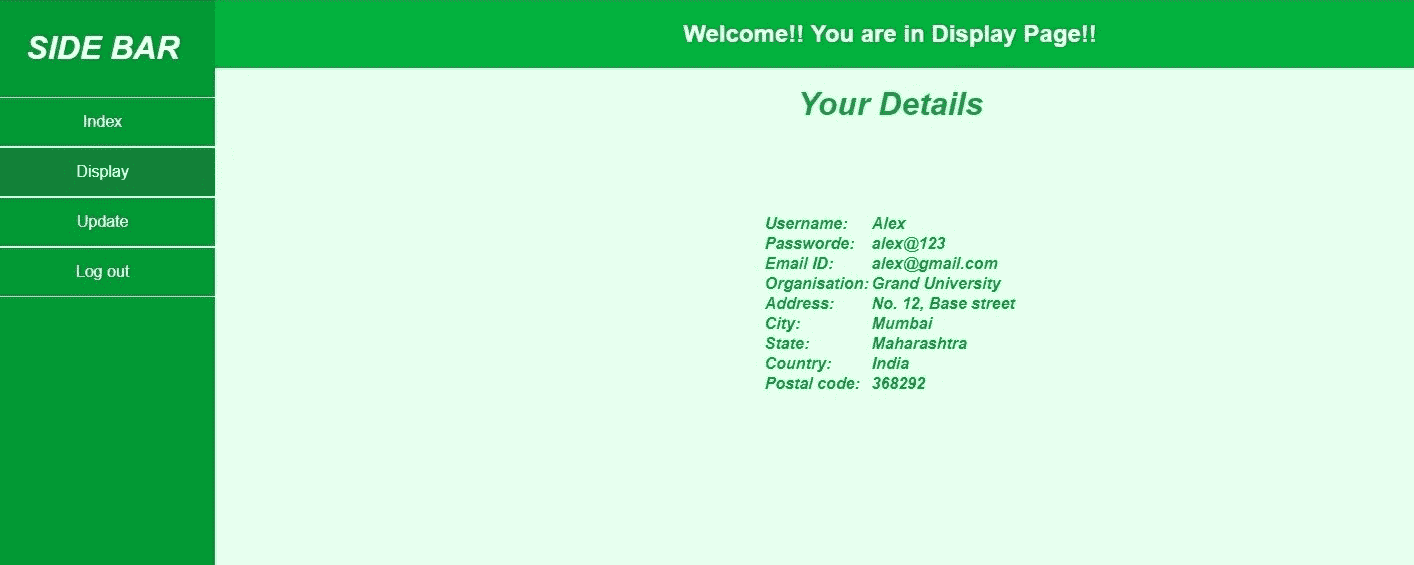 SIDE BAR
Index
Display
Update
Log out
Welcome!! You are in Display Page!!
Your Details
Username: Alex
Passworde: alex@123
Email ID: alex@gmail.com
Organisation: Grand University
Address: No. 12, Base street
City: Mumbai
State: Maharashtra
Country: India
Postal code: 368292